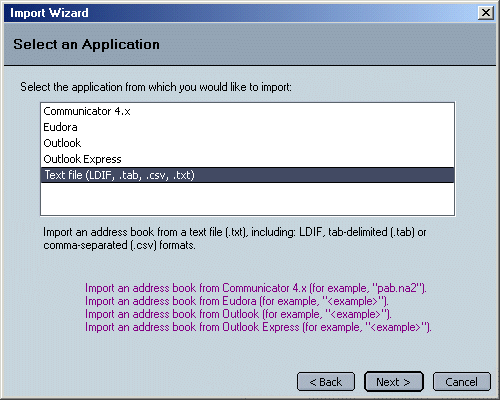 Import Wizard
Select an Application
Select the application from which you would like to import:
Communicator 4.x
Eudora
Outlook
Outlook Express
Text file (LDIF, .tab, .csv, .txt)
Import an address book from a text file (.txt), including: LDIF, tab-delimited (.tab) or
comma-separated (.csv) formats.
Import an address book from Communicator 4.x (for example, "pab.na2").
Import an address book from Eudora (for example, "<example>").
Import an address book from Outlook (for example, "<example>").
Import an address book from Outlook Express (for example, "<example>").
< Back Next > Cancel